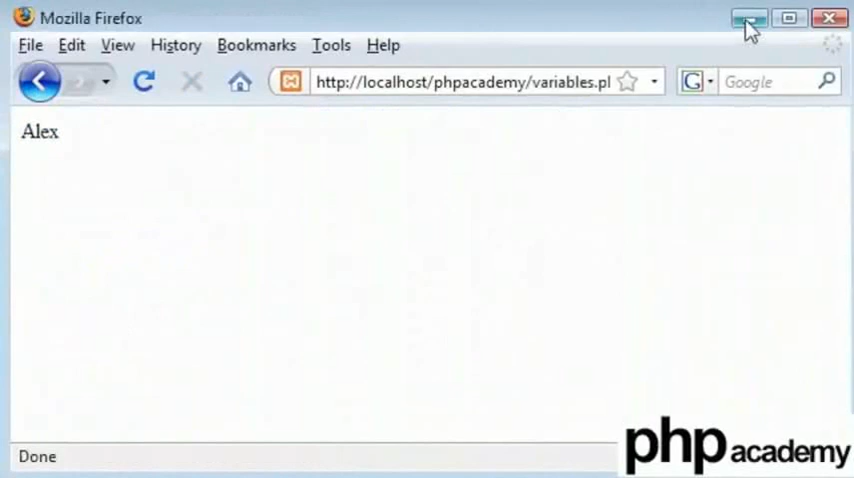 Mozilla Firefox
File Edit View History Bookmarks Tools Help
http://localhost/phpacademy/variables.pl G Google
Alex
Done
php academy